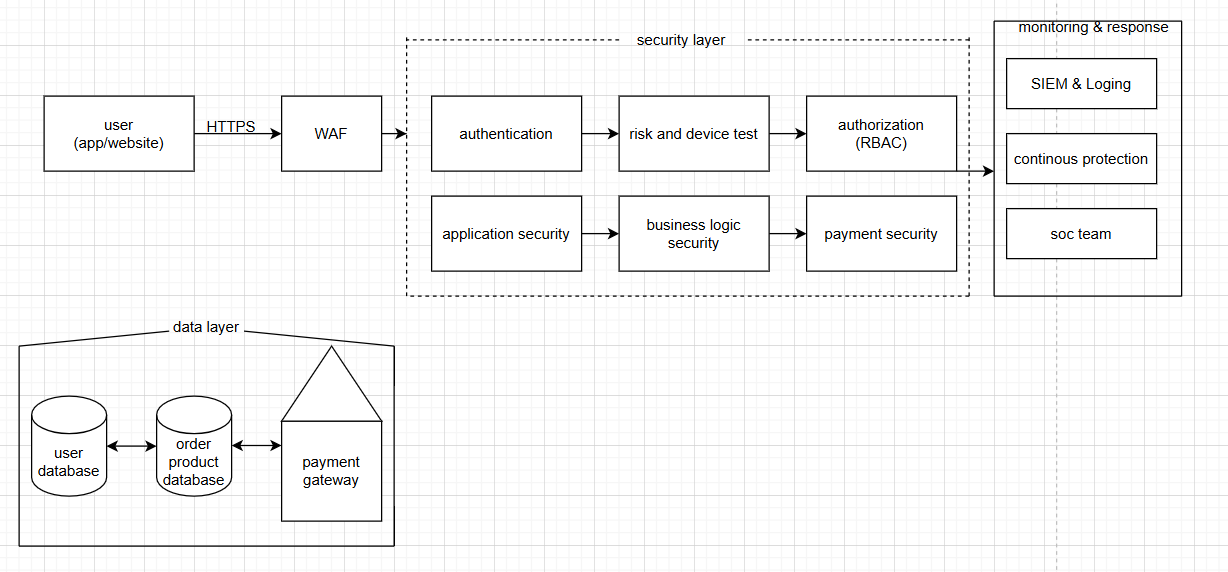 monitoring & response
security layer
SIEM & Loging
user
(app/website)
HTTPS
WAF
authentication
risk and device test
authorization
(RBAC)
continous protection
application security
business logic
security
payment security
soc team
data layer
user
database
order
product
database
payment
gateway